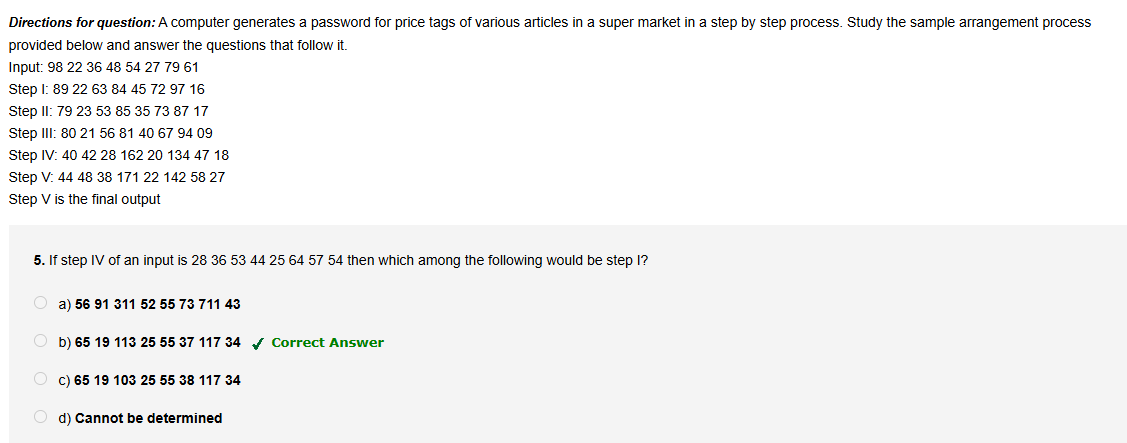 Directions for question: A computer generates a password for price tags of various articles in a super market in a step by step process. Study the sample arrangement process
provided below and answer the questions that follow it.
Input: 98 22 36 48 54 27 79 61
Step I: 89 22 63 84 45 72 97 16
Step II: 79 23 53 85 35 73 87 17
Step III: 80 21 56 81 40 67 94 09
Step IV: 40 42 28 162 20 134 47 18
Step V: 44 48 38 171 22 142 58 27
Step V is the final output
5. If step IV of an input is 28 36 53 44 25 64 57 54 then which among the following would be step I?
a) 56 91 311 52 55 73 711 43
b) 65 19 113 25 55 37 117 34 ✓ Correct Answer
c) 65 19 103 25 55 38 117 34
d) Cannot be determined